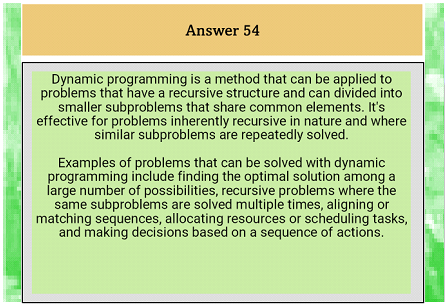 Answer 54
Dynamic programming is a method that can be applied to
problems that have a recursive structure and can divided into
smaller subproblems that share common elements. It's
effective for problems inherently recursive in nature and where
similar subproblems are repeatedly solved.
Examples of problems that can be solved with dynamic
programming include finding the optimal solution among a
large number of possibilities, recursive problems where the
same subproblems are solved multiple times, aligning or
matching sequences, allocating resources or scheduling tasks,
and making decisions based on a sequence of actions.